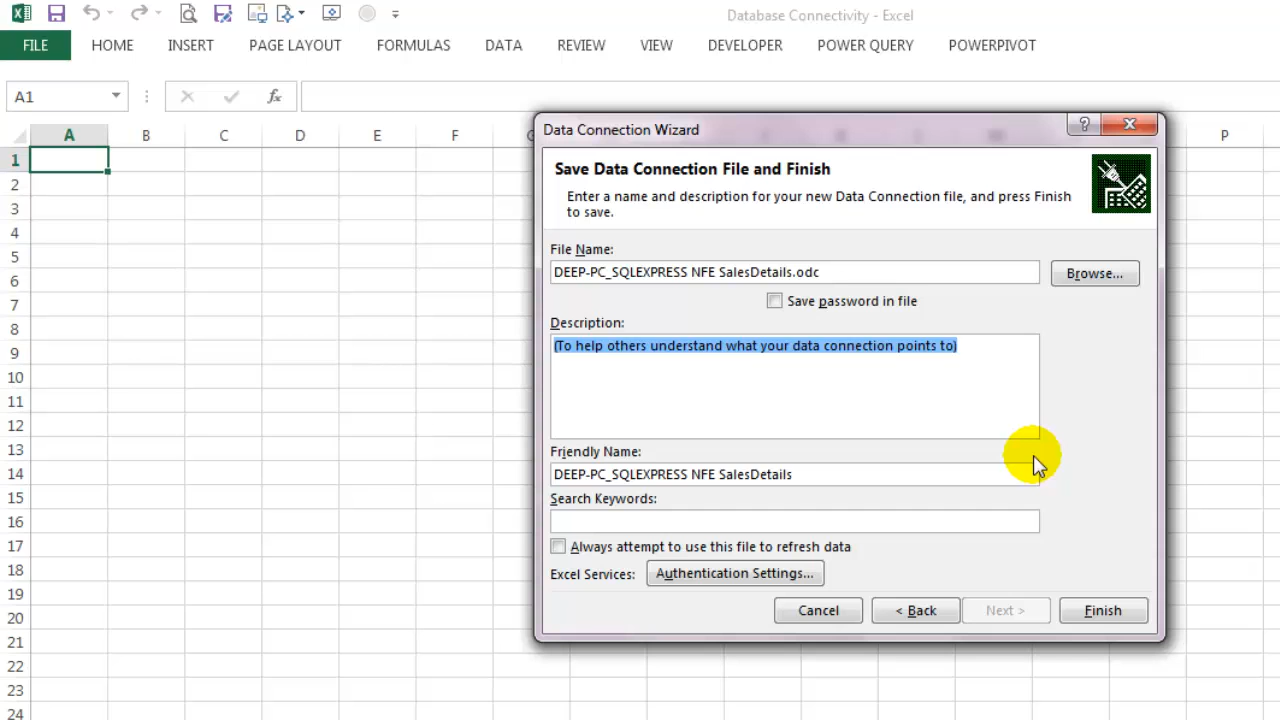 Database Connectivity - Excel
FILE HOME INSERT PAGE LAYOUT FORMULAS DATA REVIEW VIEW DEVELOPER POWER QUERY POWERPIVOT
A1 fx
A B C D E F G P
1
2
3
4
5
6
7
8
9
10
11
12
13
14
15
16
17
18
19
20
21
22
23
24
Data Connection Wizard
Save Data Connection File and Finish
Enter a name and description for your new Data Connection file, and press Finish
to save.
File Name:
DEEP-PC_SQLEXPRESS NFE SalesDetails.odc
Browse...
Save password in file
Description:
(To help others understand what your data connection points to)
Friendly Name:
DEEP-PC_SQLEXPRESS NFE SalesDetails
Search Keywords:
Always attempt to use this file to refresh data
Excel Services: Authentication Settings...
Cancel < Back Next > Finish